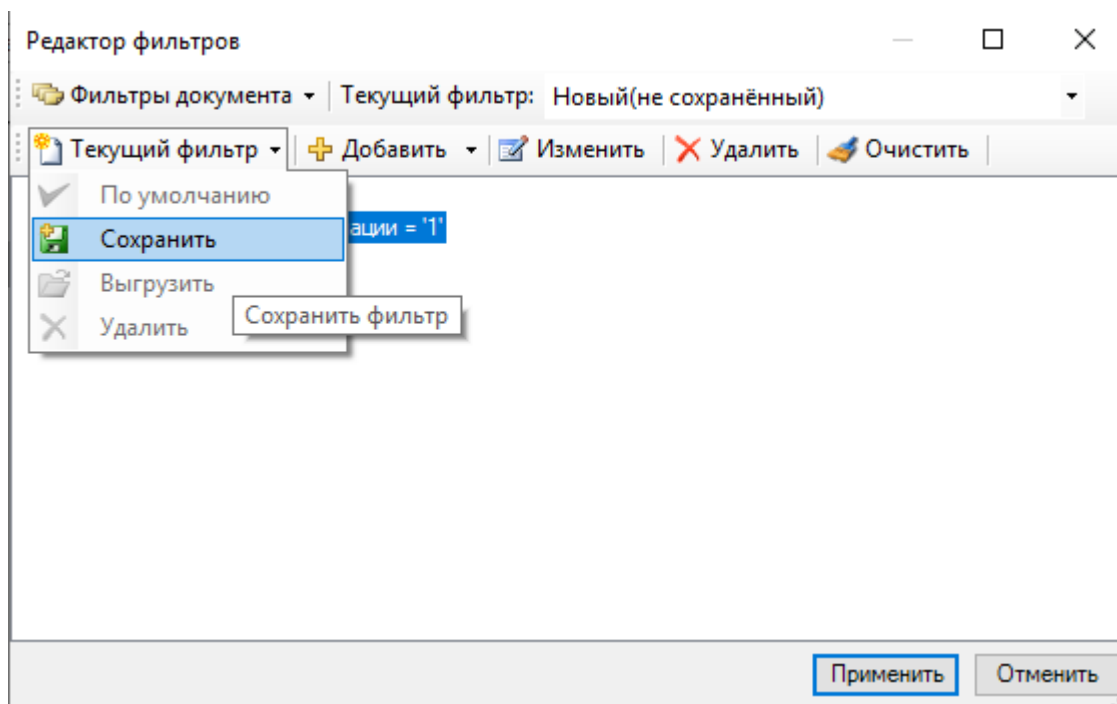 Редактор фильтров
Фильтры документа Текущий фильтр: Новый(не сохранённый)
Текущий фильтр Добавить Изменить Удалить Очистить
По умолчанию
Сохранить
= '1'
Выгрузить
Сохранить фильтр
Удалить
Применить Отменить